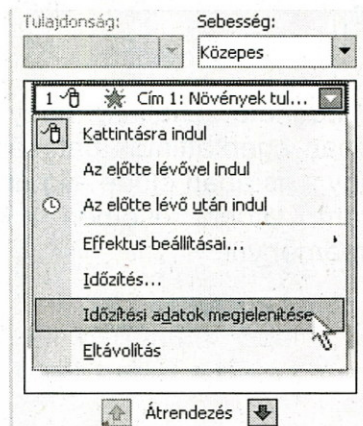 Tulajdonság: Sebesség:
Közepes
1 Cím 1: Növények tul...
Kattintásra indul
Az előtte lévővel indul
Az előtte lévő után indul
Effektus beállításai...
Időzítés...
Időzítési adatok megjelenítése
Eltávolítás
Átrendezés